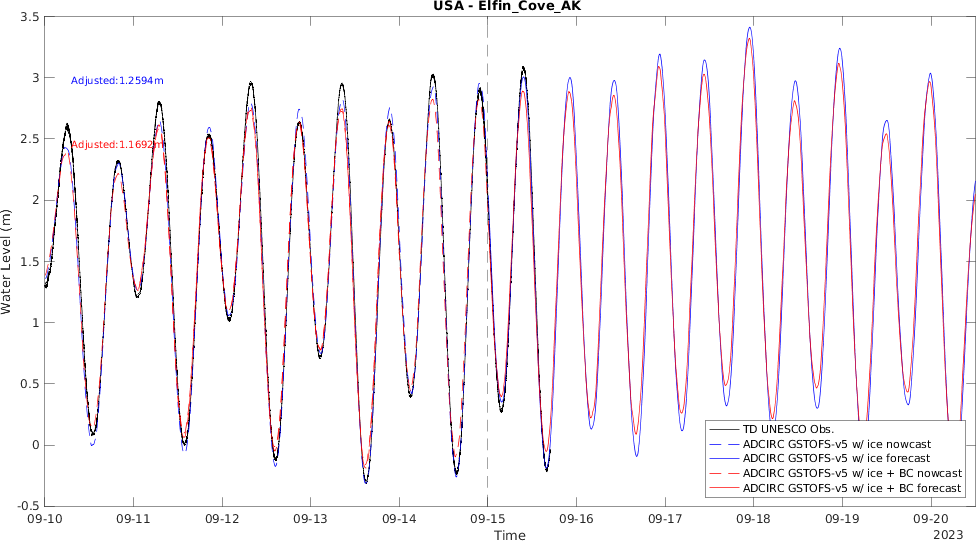 USA - Elfin_Cove_AK
3.5
3
2.5
2
1.5
1
0.5
0
-0.5
Water Level (m)
Adjusted:1.2594m
Adjusted:1.1692m
TD UNESCO Obs.
ADCIRC GSTOFS-v5 w/ ice nowcast
ADCIRC GSTOFS-v5 w/ ice forecast
ADCIRC GSTOFS-v5 w/ ice + BC nowcast
ADCIRC GSTOFS-v5 w/ ice + BC forecast
09-10 09-11 09-12 09-13 09-14 09-15 09-16 09-17 09-18 09-19 09-20
Time
2023